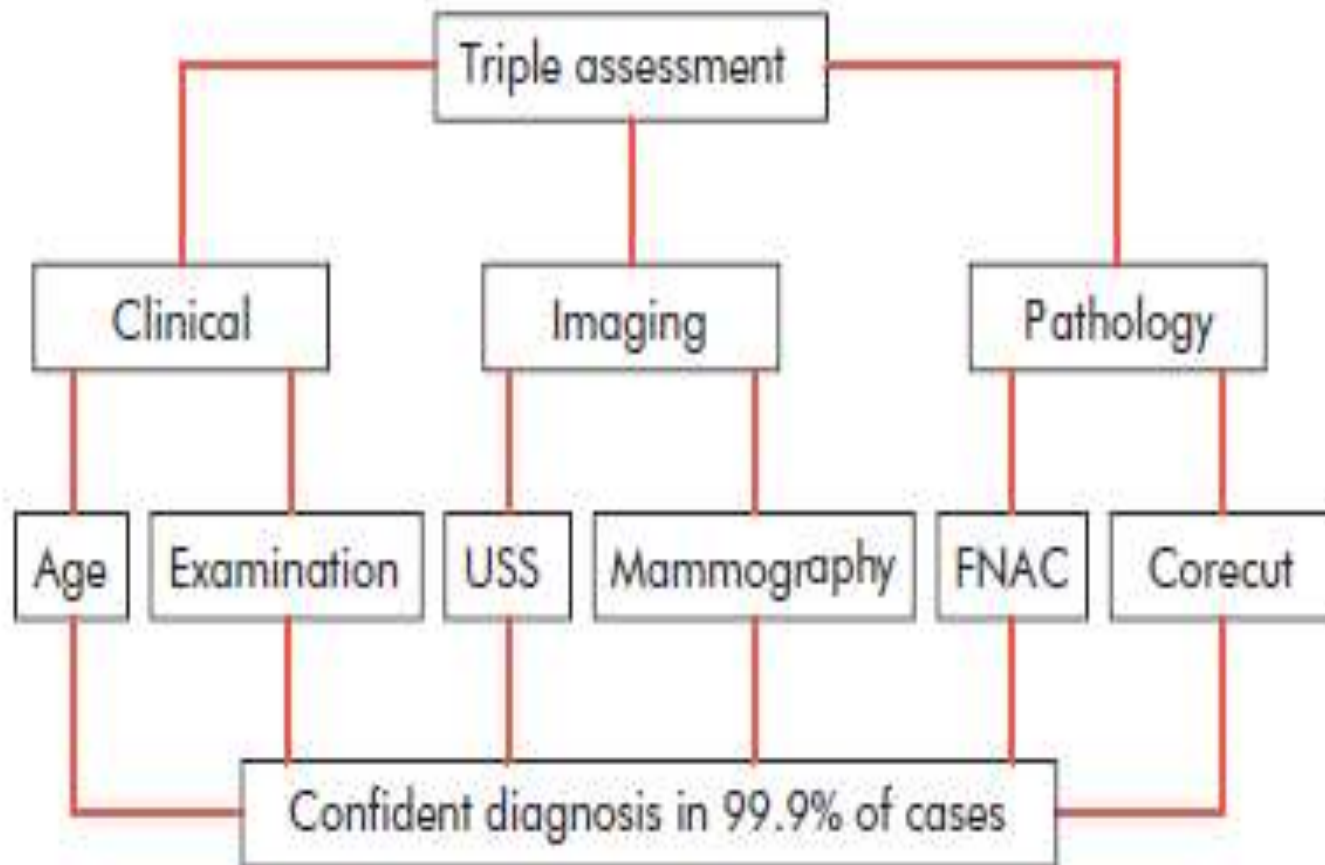 Triple assessment
Clinical
Imaging
Pathology
Age
Examination
USS
Mammography
FNAC
Corecut
Confident diagnosis in 99.9% of cases